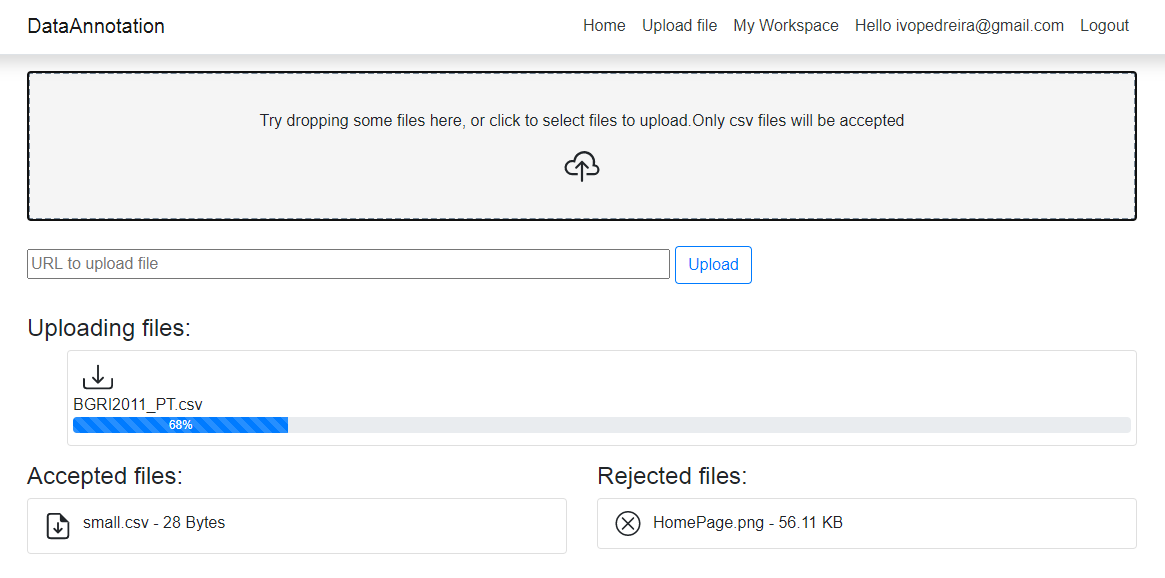 DataAnnotation
Home Upload file My Workspace Hello ivopedreira@gmail.com Logout
Try dropping some files here, or click to select files to upload.Only csv files will be accepted
URL to upload file Upload
Uploading files:
BGRI2011_PT.csv
68%
Accepted files:
small.csv - 28 Bytes
Rejected files:
HomePage.png - 56.11 KB